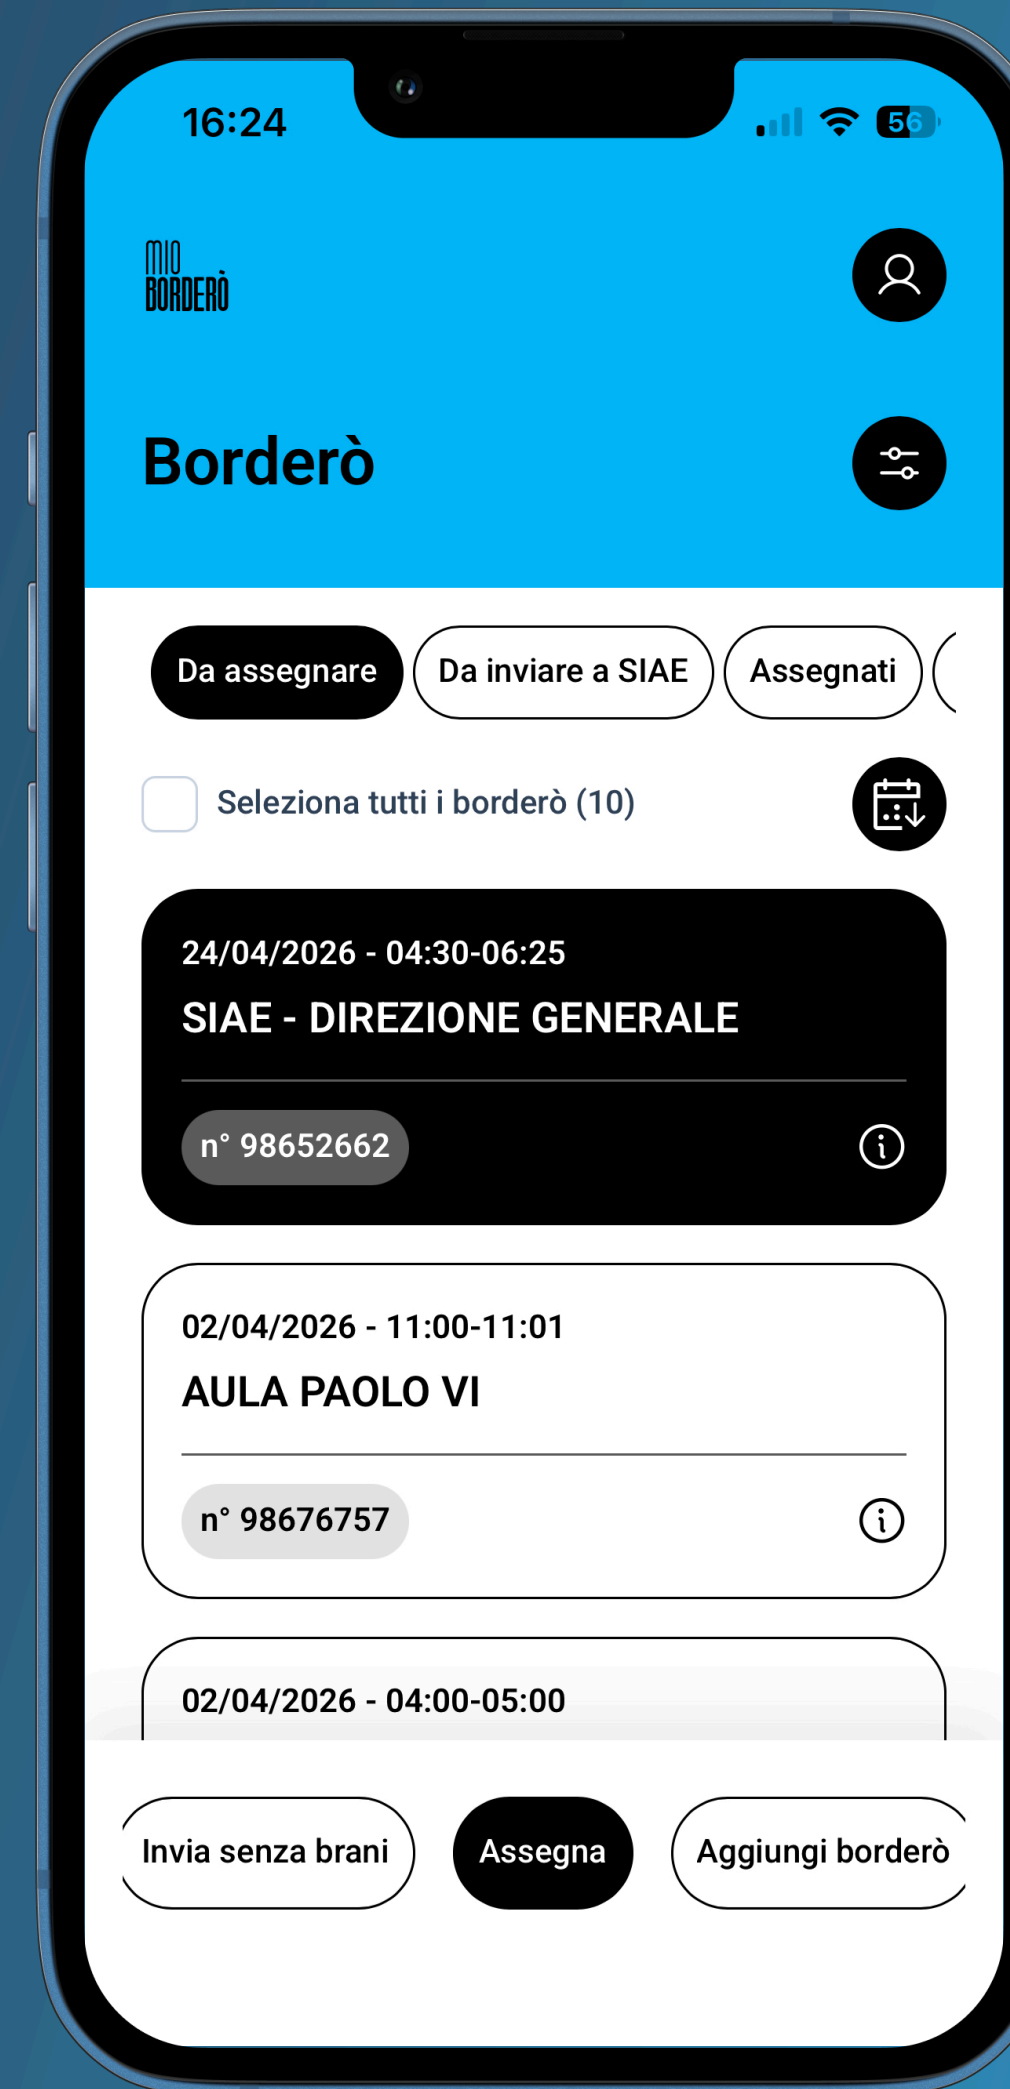 16:24
56
MIO
BORDERÒ
Borderò
Da assegnare
Da inviare a SIAE
Assegnati
Seleziona tutti i borderò (10)
24/04/2026 - 04:30-06:25
SIAE - DIREZIONE GENERALE
n° 98652662
02/04/2026 - 11:00-11:01
AULA PAOLO VI
n° 98676757
02/04/2026 - 04:00-05:00
Invia senza brani
Assegna
Aggiungi borderò